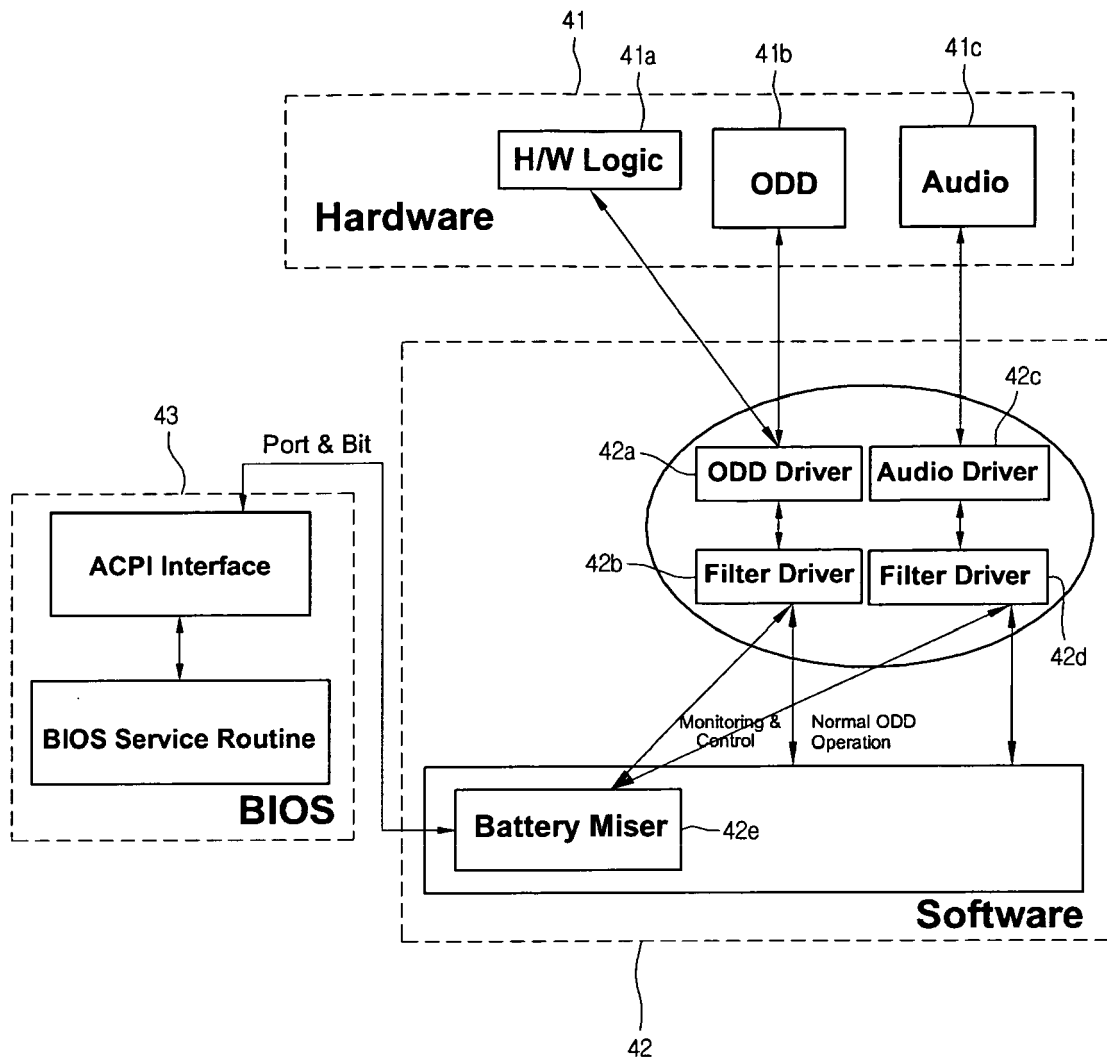 41
41a
41b
41c
H/W Logic
ODD
Audio
Hardware
42c
43
Port & Bit
42a
ODD Driver
Audio Driver
ACPI Interface
42b
Filter Driver
Filter Driver
42d
BIOS Service Routine
Monitoring &
Control
Normal ODD
Operation
BIOS
Battery Miser
42e
Software
42